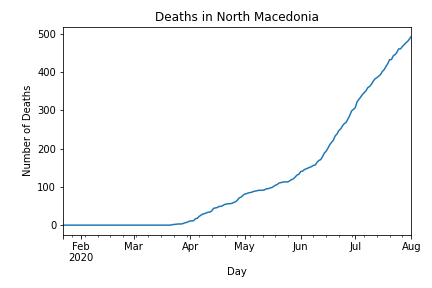 Deaths in North Macedonia
Number of Deaths
500
400
300
200
100
0
Feb Mar Apr May Jun Jul Aug
2020
Day